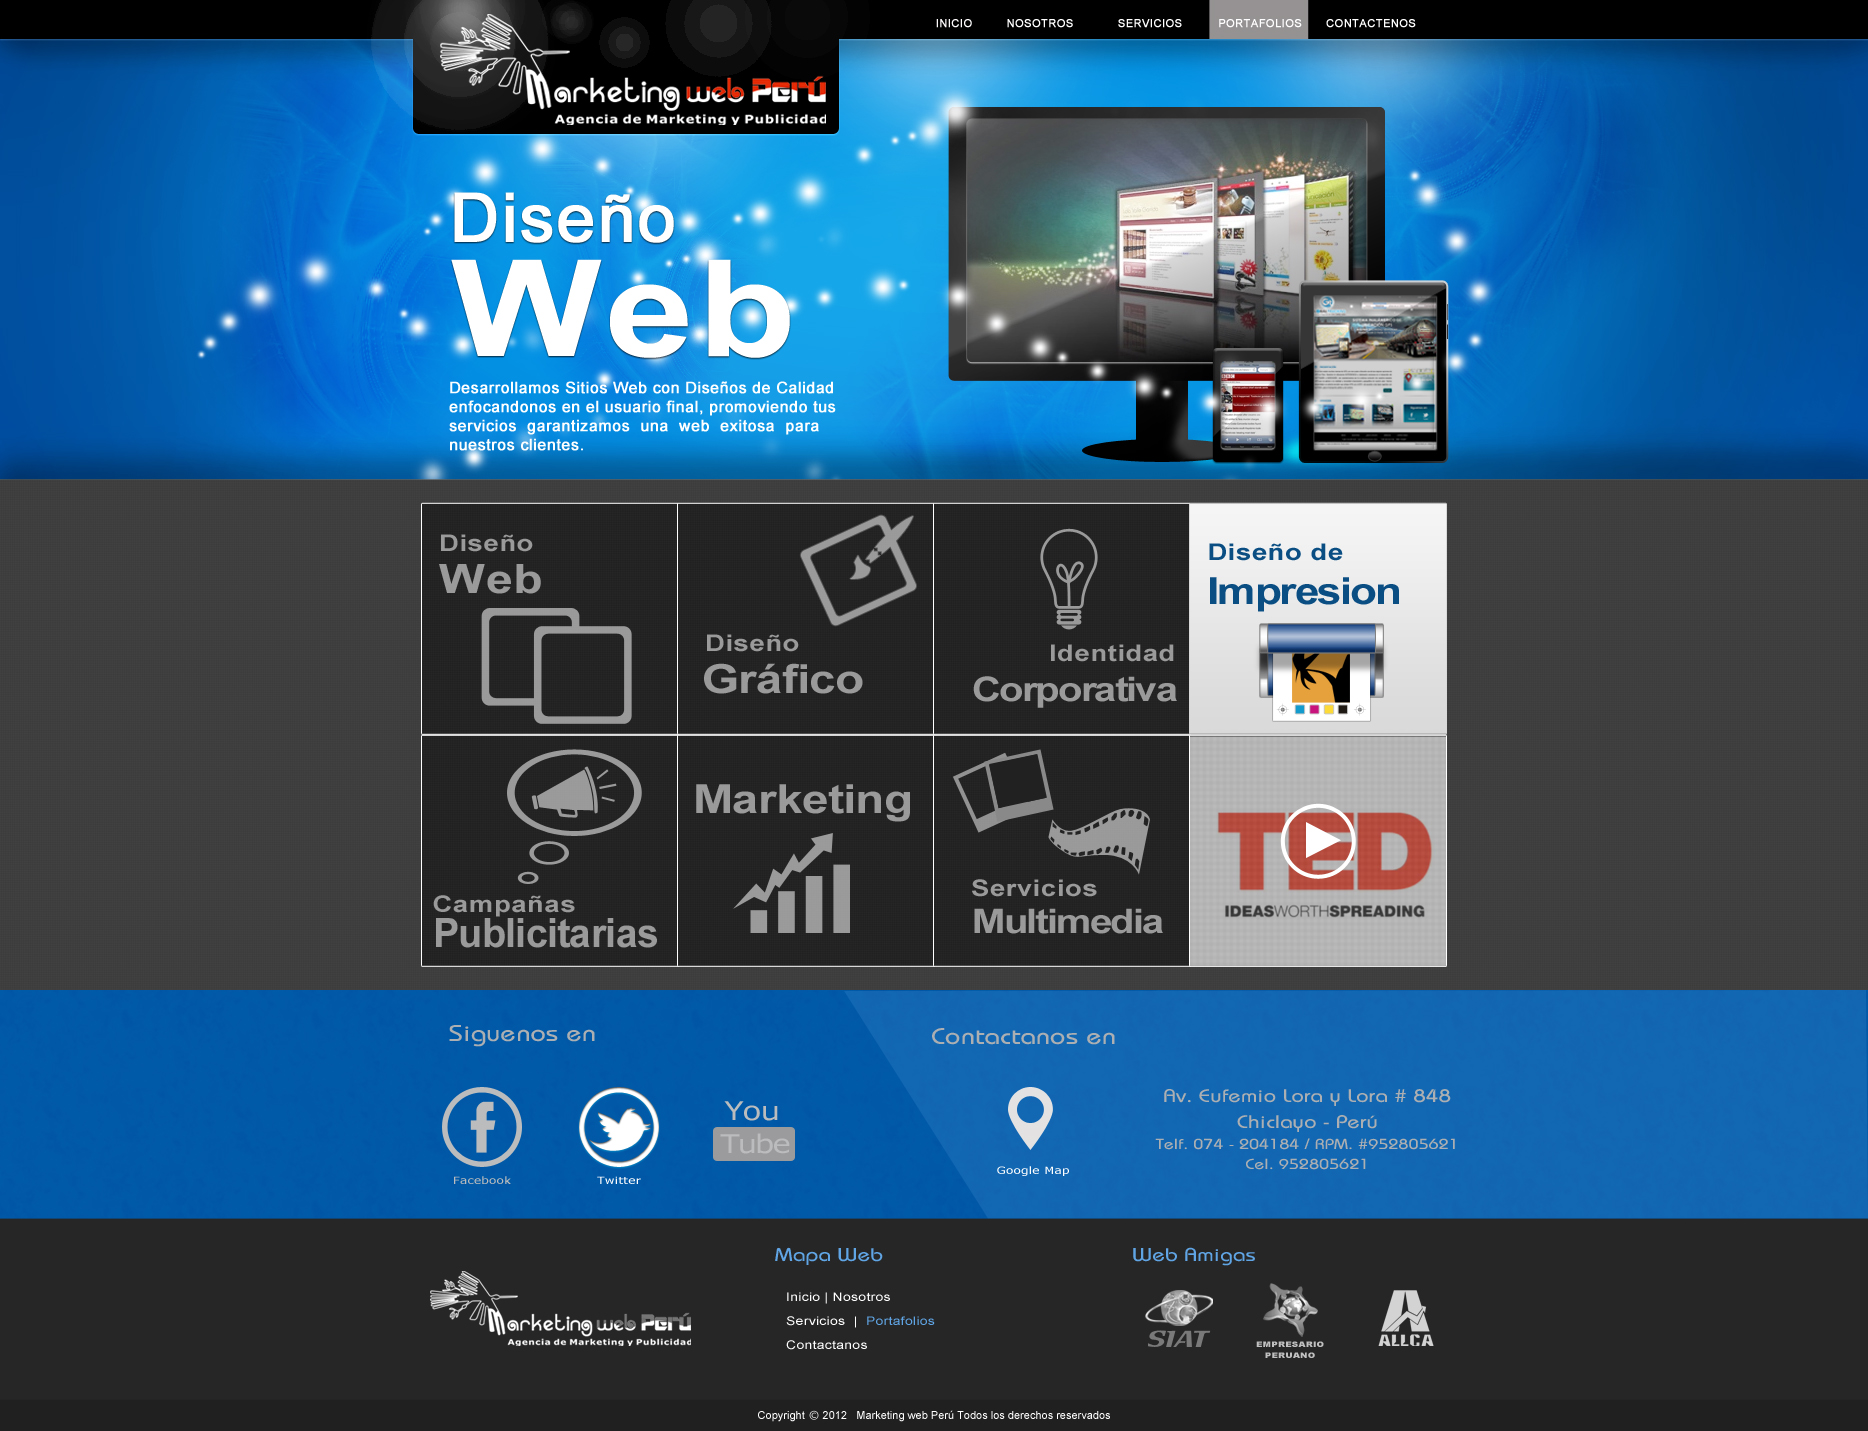 INICIO NOSOTROS SERVICIOS PORTAFOLIOS CONTACTENOS
Marketing web Perú
Agencia de Marketing y Publicidad
Diseño
Web
Desarrollamos Sitios Web con Diseños de Calidad
enfocandonos en el usuario final, promoviendo tus
servicios garantizamos una web exitosa para
nuestros clientes.
Diseño
Web
Diseño
Gráfico
Identidad
Corporativa
Diseño de
Impresion
Campañas
Publicitarias
Marketing
Servicios
Multimedia
TED
IDEASWORTHSPREADING
Siguenos en
Facebook
Twitter
You
Tube
Contactanos en
Google Map
Av. Eufemio Lora y Lora # 848
Chiclayo - Perú
Telf. 074 - 204184 / RPM. #952805621
Cel. 952805621
Marketing web Perú
Agencia de Marketing y Publicidad
Mapa Web
Inicio | Nosotros
Servicios | Portafolios
Contactanos
Web Amigas
SIAT
EMPRESARIO
PERUANO
ALLCA
Copyright © 2012 Marketing web Perú Todos los derechos reservados